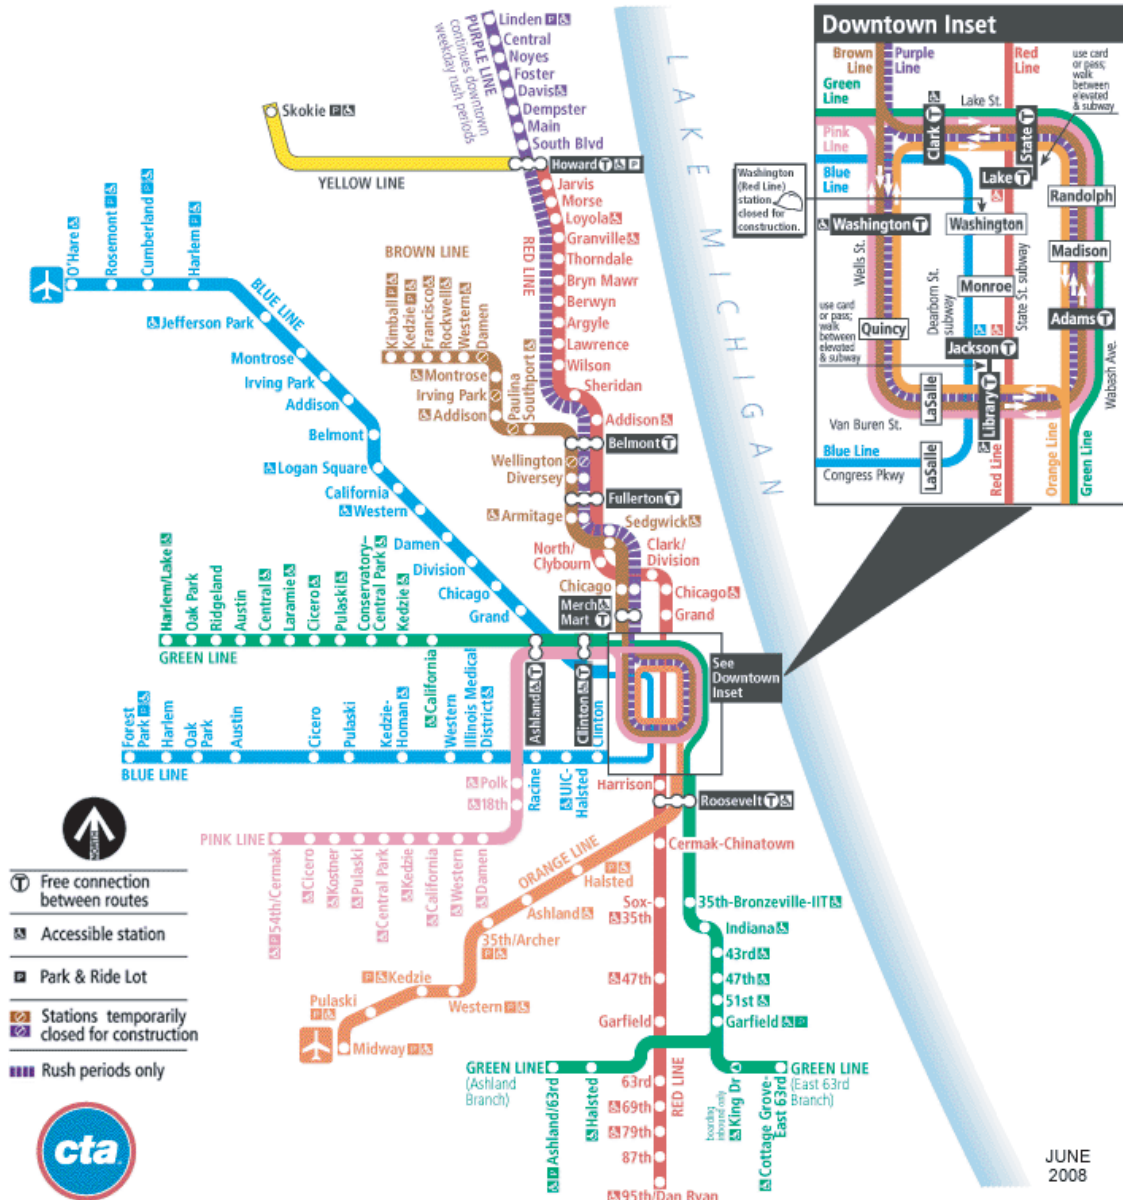 Linden
Central
Noyes
Foster
Davis
Dempster
Main
South Blvd
PURPLE LINE
continues downtown
weekday rush periods
Skokie
YELLOW LINE
Howard T
Jarvis
Morse
Loyola
Granville
Thorndale
Bryn Mawr
Berwyn
Argyle
Lawrence
Wilson
Sheridan
Addison
Belmont T
Fullerton T
RED LINE
LAKE MICHIGAN
O'Hare
Rosemont
Cumberland
Harlem
BLUE LINE
Jefferson Park
Montrose
Irving Park
Addison
Belmont
Logan Square
California
Western
Damen
Division
Chicago
Grand
BROWN LINE
Kimball
Kedzie
Francisco
Rockwell
Western
Damen
Montrose
Irving Park
Addison
Paulina
Southport
Wellington
Diversey
Armitage
Sedgwick
North/
Clybourn
Clark/
Division
Chicago
Chicago
Merch
Mart T
Grand
See
Downtown
Inset
Harlem/Lake
Oak Park
Ridgeland
Austin
Central
Laramie
Cicero
Pulaski
Conservatory–
Central Park
Kedzie
GREEN LINE
California
Ashland T
Clinton T
Forest
Park
Harlem
Oak
Park
Austin
Cicero
Pulaski
Kedzie-
Homan
Western
Illinois Medical
District
Clinton
BLUE LINE
Racine
UIC-
Halsted
Polk
18th
PINK LINE
54th/Cermak
Cicero
Kostner
Pulaski
Central Park
Kedzie
California
Western
Damen
Harrison
Roosevelt T
Cermak-Chinatown
ORANGE LINE
Halsted
Ashland
35th/Archer
Kedzie
Western
Pulaski
Midway
Sox-
35th
47th
Garfield
63rd
69th
79th
87th
95th/Dan Ryan
RED LINE
35th-Bronzeville-IIT
Indiana
43rd
47th
51st
Garfield
GREEN LINE
(Ashland
Branch)
Ashland/63rd
Halsted
GREEN LINE
(East 63rd
Branch)
boarding
inbound only
King Dr
Cottage Grove-
East 63rd
NORTH
T Free connection
between routes
Accessible station
P Park & Ride Lot
Stations temporarily
closed for construction
Rush periods only
cta
JUNE
2008
Downtown Inset
Brown
Line
Purple
Line
Red
Line
use card
or pass;
walk
between
elevated
& subway
Green
Line
Lake St.
Pink
Line
Clark T
State T
Blue
Line
Lake T
Washington
(Red Line)
station
closed for
construction.
Randolph
Washington T
Washington
Wells St.
Madison
Dearborn St.
subway
State St. subway
Monroe
use card
or pass;
walk
between
elevated
& subway
Quincy
Adams T
Jackson T
Wabash Ave.
LaSalle
Library T
Van Buren St.
Blue Line
Congress Pkwy
LaSalle
Red Line
Orange Line
Green Line